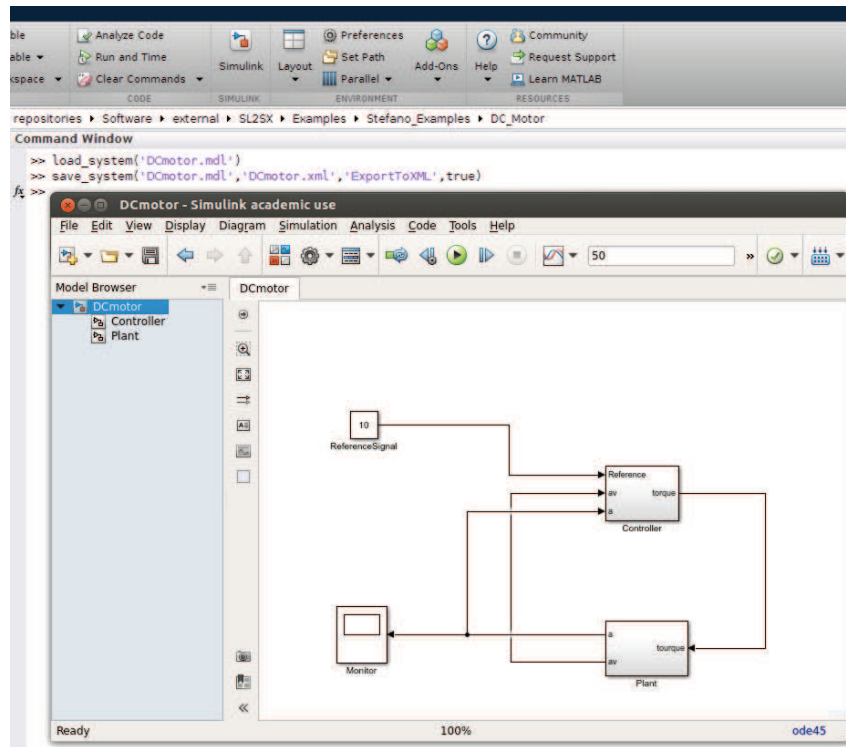 ble Analyze Code Preferences Community
able Run and Time Simulink Layout Set Path Add-Ons Help Request Support
kspace Clear Commands Parallel Learn MATLAB
CODE SIMULINK ENVIRONMENT RESOURCES
repositories Software external SL2SX Examples Stefano_Examples DC_Motor
Command Window
>> load_system('DCmotor.mdl')
>> save_system('DCmotor.mdl','DCmotor.xml','ExportToXML',true)
fx >>
DCmotor - Simulink academic use
File Edit View Display Diagram Simulation Analysis Code Tools Help
50 »
Model Browser DCmotor
DCmotor
Controller
Plant
10
ReferenceSignal
Reference
av torque
a
Controller
a
tourque
av
Monitor
Plant
Ready 100% ode45